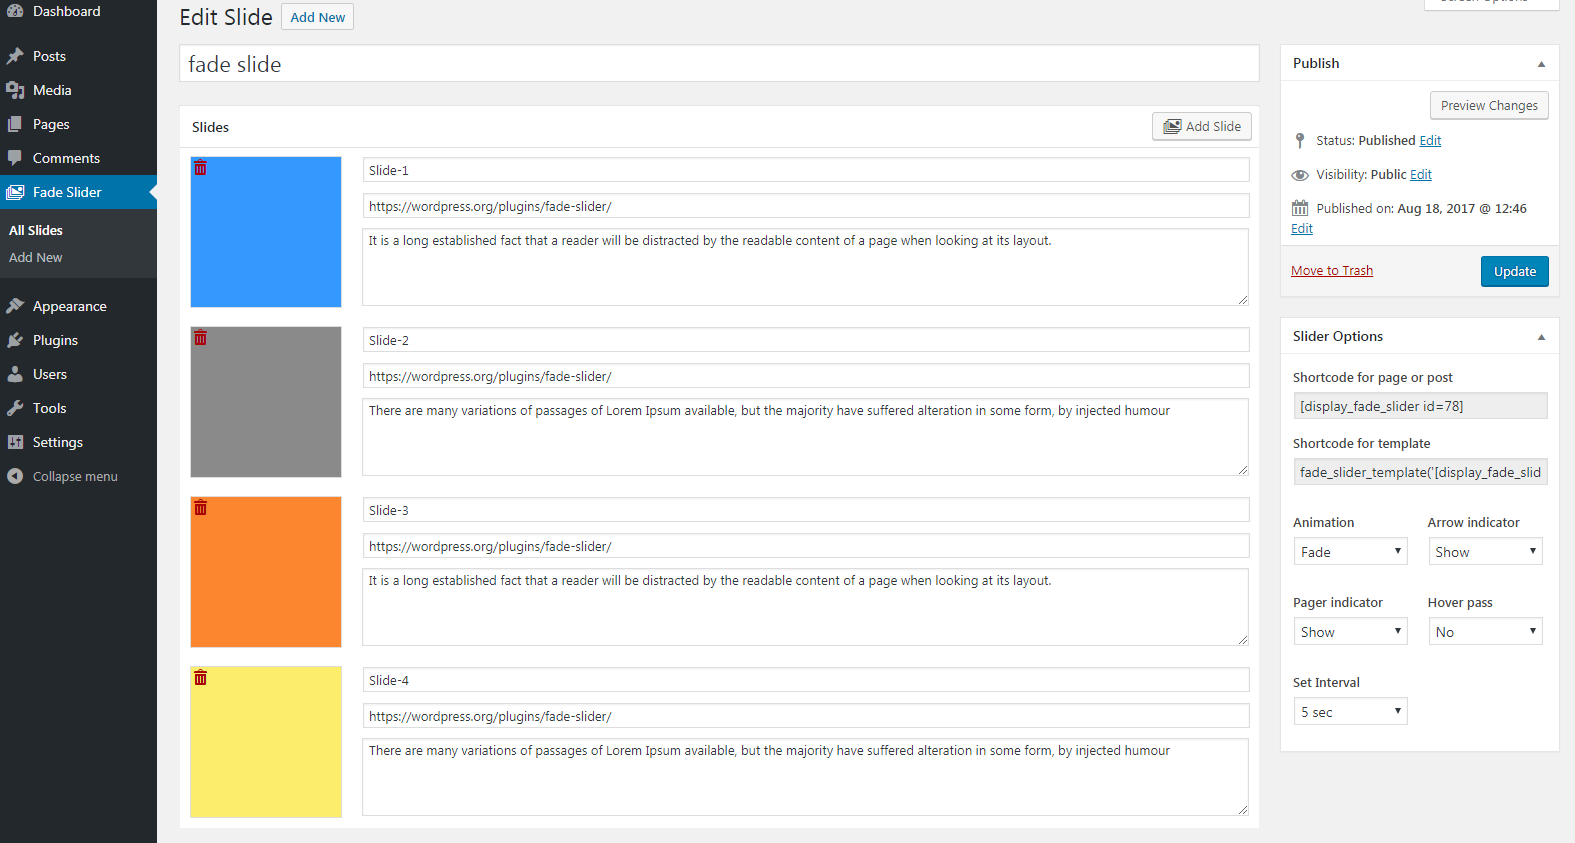 Dashboard
Posts
Media
Pages
Comments
Fade Slider
All Slides
Add New
Appearance
Plugins
Users
Tools
Settings
Collapse menu
Edit Slide
Add New
fade slide
Slides
Add Slide
Slide-1
https://wordpress.org/plugins/fade-slider/
It is a long established fact that a reader will be distracted by the readable content of a page when looking at its layout.
Slide-2
https://wordpress.org/plugins/fade-slider/
There are many variations of passages of Lorem Ipsum available, but the majority have suffered alteration in some form, by injected humour
Slide-3
https://wordpress.org/plugins/fade-slider/
It is a long established fact that a reader will be distracted by the readable content of a page when looking at its layout.
Slide-4
https://wordpress.org/plugins/fade-slider/
There are many variations of passages of Lorem Ipsum available, but the majority have suffered alteration in some form, by injected humour
Publish
Preview Changes
Status: Published Edit
Visibility: Public Edit
Published on: Aug 18, 2017 @ 12:46
Edit
Move to Trash
Update
Slider Options
Shortcode for page or post
[display_fade_slider id=78]
Shortcode for template
fade_slider_template('[display_fade_slid
Animation
Arrow indicator
Fade
Show
Pager indicator
Hover pass
Show
No
Set Interval
5 sec